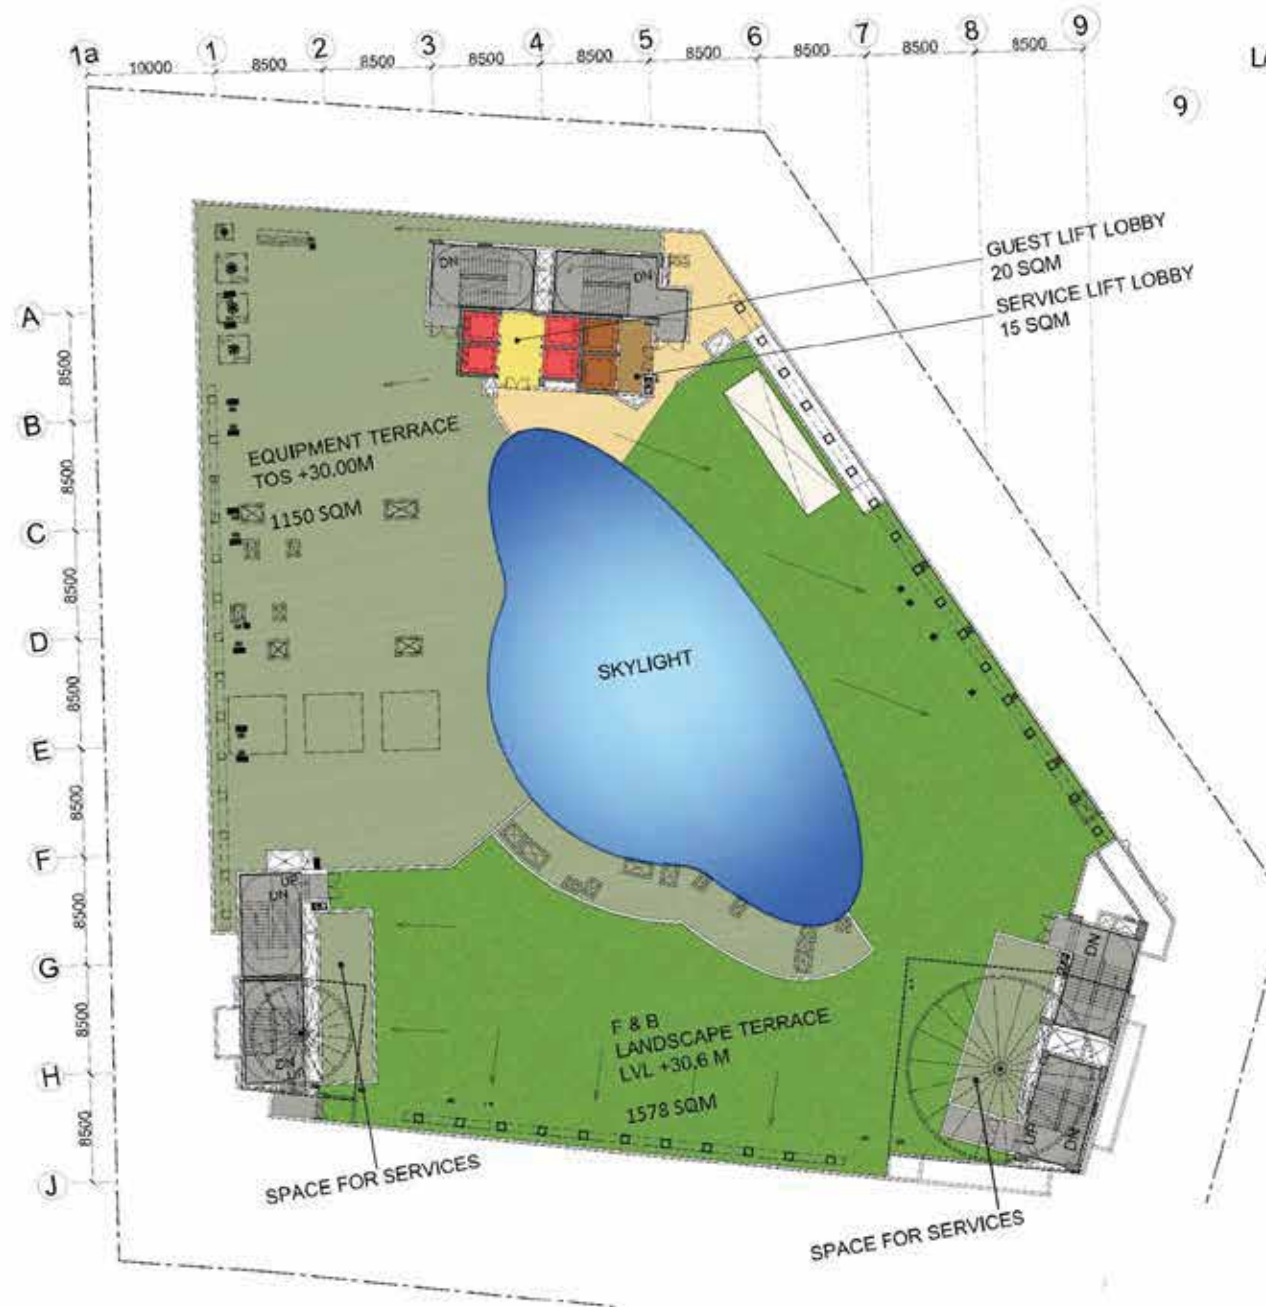 1a 1 2 3 4 5 6 7 8 9
10000 8500 8500 8500 8500 8500 8500 8500 8500
9
GUEST LIFT LOBBY
20 SQM
SERVICE LIFT LOBBY
15 SQM
DN
DN
A
8500
B
8500
C
8500
D
8500
E
8500
F
8500
G
8500
H
8500
J
EQUIPMENT TERRACE
TOS +30.00M
1150 SQM
SKYLIGHT
UP
DN
DN
F & B
LANDSCAPE TERRACE
LVL +30.6 M
1578 SQM
DN
UP
DN
SPACE FOR SERVICES
SPACE FOR SERVICES